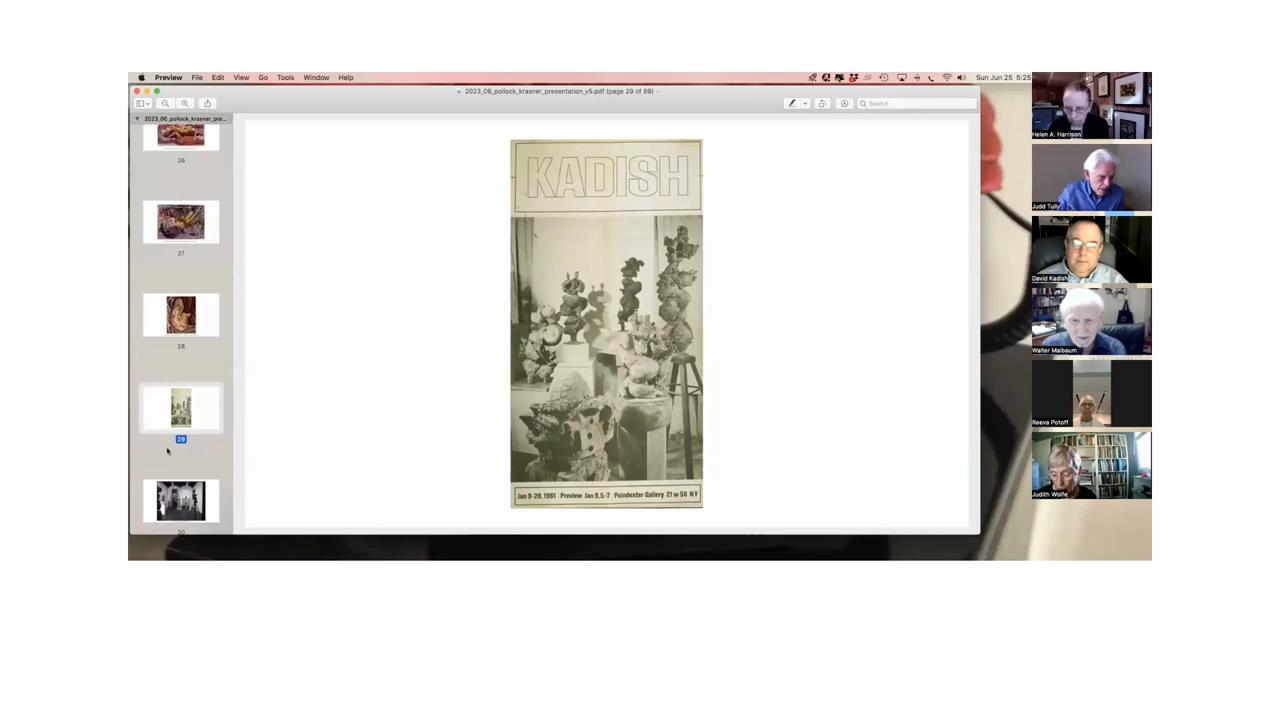 Preview File Edit View Go Tools Window Help
Sun Jun 25 5:25
2023_06_pollock_krasner_presentation_v5.pdf (page 29 of 89)
Search
2023_06_pollock_krasner_pre...
26
27
28
29
30
KADISH
Jan 9-28, 1961 Preview Jan 9, 5-7 Poindexter Gallery 21 w 56 NY
Helen A. Harrison
Judd Tully
David Kadish
Walter Maibaum
Reeva Potoff
Judith Wolfe